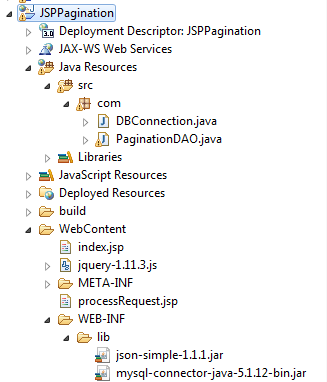 JSPPagination
Deployment Descriptor: JSPPagination
JAX-WS Web Services
Java Resources
src
com
DBConnection.java
PaginationDAO.java
Libraries
JavaScript Resources
Deployed Resources
build
WebContent
index.jsp
jquery-1.11.3.js
META-INF
processRequest.jsp
WEB-INF
lib
json-simple-1.1.1.jar
mysql-connector-java-5.1.12-bin.jar